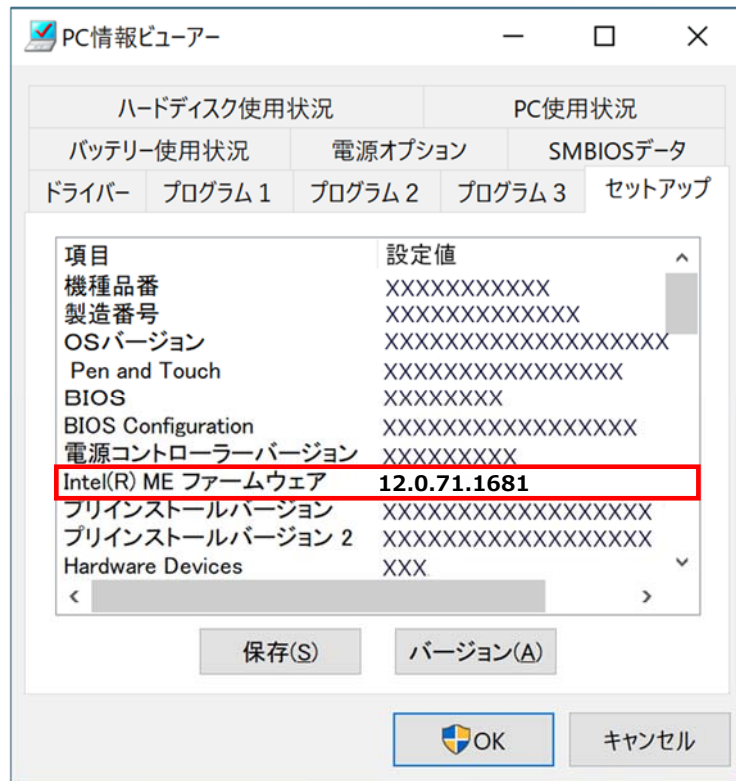 PC情報ビューアー
ハードディスク使用状況 PC使用状況
バッテリー使用状況 電源オプション SMBIOSデータ
ドライバー プログラム 1 プログラム 2 プログラム 3 セットアップ
項目 設定値
機種品番 XXXXXXXXXXX
製造番号 XXXXXXXXXXXXX
OSバージョン XXXXXXXXXXXXXXXXXXX
Pen and Touch XXXXXXXXXXXXXXXX
BIOS XXXXXXXX
BIOS Configuration XXXXXXXXXXXXXXXXX
電源コントローラーバージョン XXXXXXXXX
Intel(R) ME ファームウェア 12.0.71.1681
プリインストールバージョン XXXXXXXXXXXXXXXXXX
プリインストールバージョン 2 XXXXXXXXXXXXXXXXXX
Hardware Devices XXX
保存(S) バージョン(A)
OK キャンセル